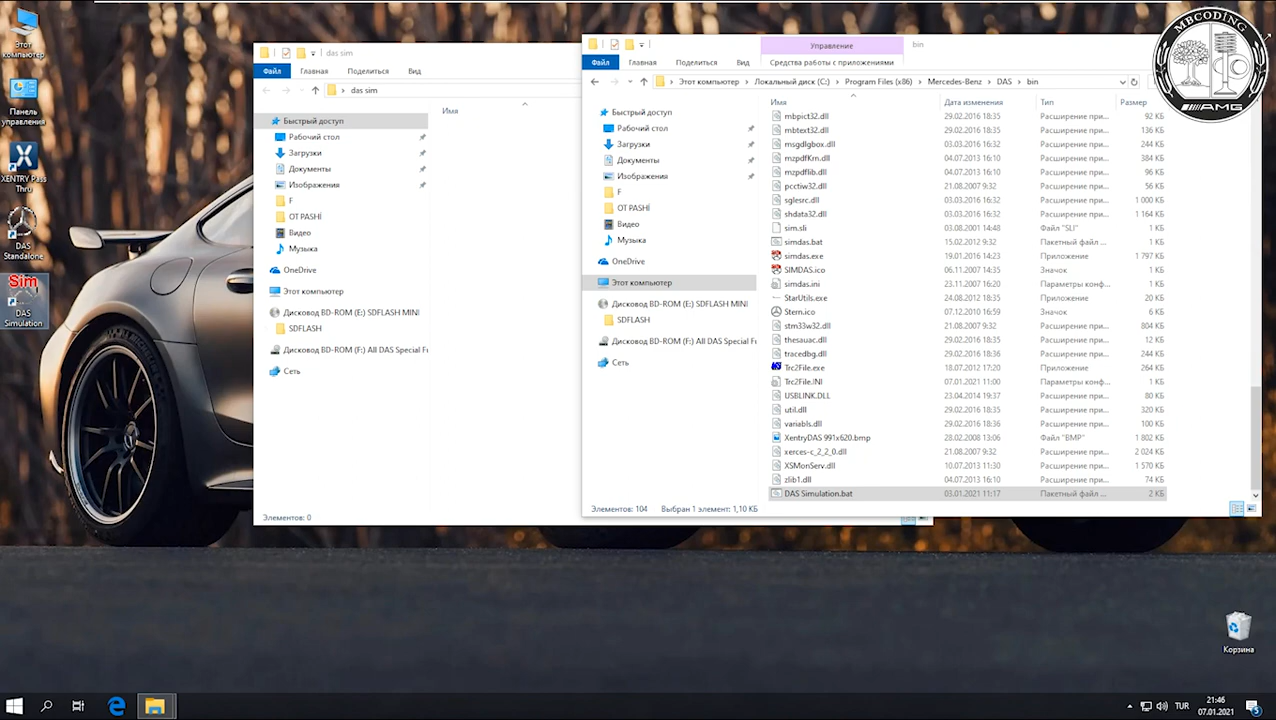 Этот компьютер
Панель управления
XENTRY Pass Thru
DAS Standalone
Sim
DAS Simulation
das sim
Файл
Главная
Поделиться
Вид
das sim
Быстрый доступ
Рабочий стол
Загрузки
Документы
Изображения
F
OT PASHİ
Видео
Музыка
OneDrive
Этот компьютер
Дисковод BD-ROM (E:) SDFLASH MINI
SDFLASH
Дисковод BD-ROM (F:) All DAS Special Fu
Сеть
Имя
Элементов: 0
Управление
bin
Файл
Главная
Поделиться
Вид
Средства работы с приложениями
Этот компьютер
Локальный диск (C:)
Program Files (x86)
Mercedes-Benz
DAS
bin
Быстрый доступ
Рабочий стол
Загрузки
Документы
Изображения
F
OT PASHİ
Видео
Музыка
OneDrive
Этот компьютер
Дисковод BD-ROM (E:) SDFLASH MINI
SDFLASH
Дисковод BD-ROM (F:) All DAS Special Fu
Сеть
Имя Дата изменения Тип Размер
mbpict32.dll 29.02.2016 18:35 Расширение при... 92 КБ
mbtext32.dll 29.02.2016 18:35 Расширение при... 136 КБ
msgdlgbox.dll 03.03.2016 16:32 Расширение при... 244 КБ
mzpdfKrn.dll 04.07.2013 16:10 Расширение при... 384 КБ
mzpdflib.dll 04.07.2013 16:10 Расширение при... 96 КБ
pcctiw32.dll 21.08.2007 9:32 Расширение при... 56 КБ
sglesrc.dll 03.03.2016 16:32 Расширение при... 1 000 КБ
shdata32.dll 03.03.2016 16:32 Расширение при... 1 164 КБ
sim.sli 03.08.2001 14:48 Файл "SLI" 1 КБ
simdas.bat 15.02.2012 9:32 Пакетный файл ... 1 КБ
simdas.exe 19.01.2016 14:23 Приложение 1 797 КБ
SIMDAS.ico 06.11.2007 14:35 Значок 1 КБ
simdas.ini 23.11.2007 16:20 Параметры конф... 1 КБ
StarUtils.exe 24.08.2012 18:35 Приложение 20 КБ
Stern.ico 07.12.2010 16:59 Значок 6 КБ
stm33w32.dll 21.08.2007 9:32 Расширение при... 804 КБ
thesauac.dll 29.02.2016 18:35 Расширение при... 12 КБ
tracedbg.dll 29.02.2016 18:36 Расширение при... 244 КБ
Trc2File.exe 18.07.2012 17:20 Приложение 264 КБ
Trc2File.INI 07.01.2021 11:00 Параметры конф... 1 КБ
USBLINK.DLL 23.04.2014 19:37 Расширение при... 80 КБ
util.dll 29.02.2016 18:35 Расширение при... 320 КБ
variabls.dll 29.02.2016 18:36 Расширение при... 100 КБ
XentryDAS 991x620.bmp 28.02.2008 13:06 Файл "BMP" 1 802 КБ
xerces-c_2_2_0.dll 21.08.2007 9:32 Расширение при... 2 024 КБ
XSMonServ.dll 10.07.2013 11:30 Расширение при... 1 570 КБ
zlib1.dll 04.07.2013 16:10 Расширение при... 74 КБ
DAS Simulation.bat 03.01.2021 11:17 Пакетный файл ... 2 КБ
Элементов: 104 Выбран 1 элемент: 1,10 КБ
MBCODING
AMG
Корзина
TUR
21:46
07.01.2021
5